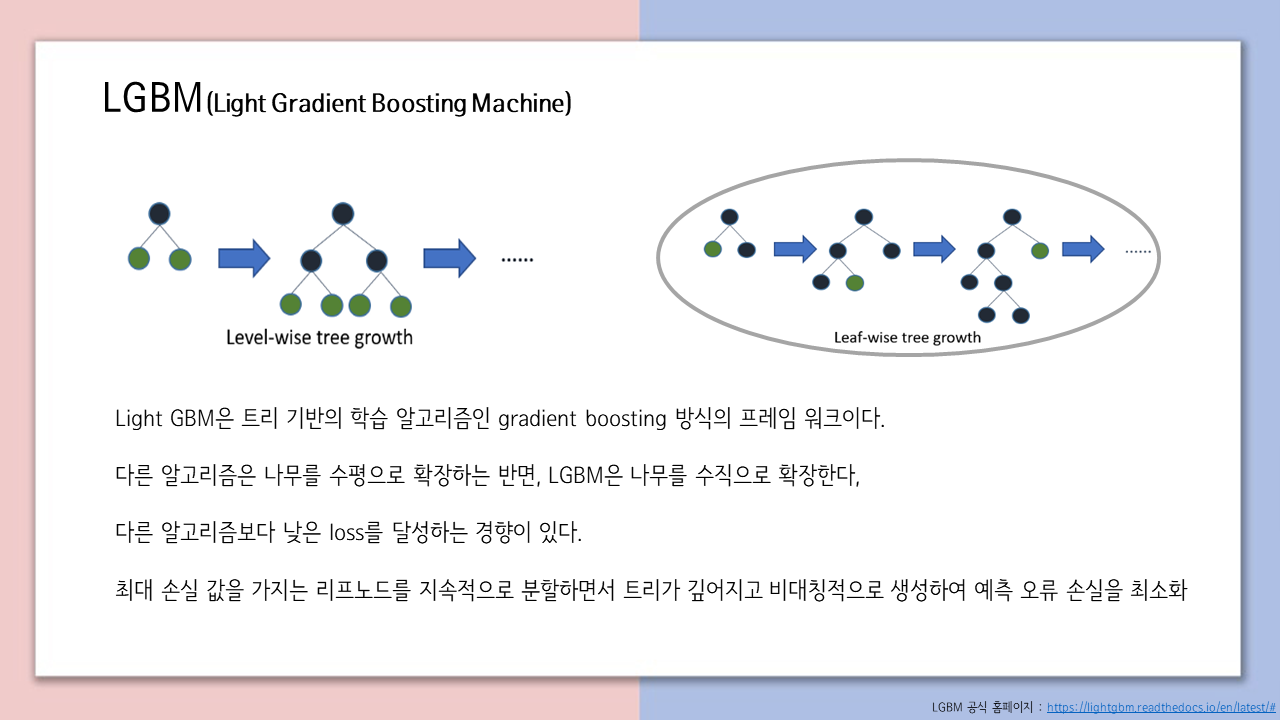 LGBM(Light Gradient Boosting Machine)
......
Level-wise tree growth
......
Leaf-wise tree growth
Light GBM은 트리 기반의 학습 알고리즘인 gradient boosting 방식의 프레임 워크이다.
다른 알고리즘은 나무를 수평으로 확장하는 반면, LGBM은 나무를 수직으로 확장한다,
다른 알고리즘보다 낮은 loss를 달성하는 경향이 있다.
최대 손실 값을 가지는 리프노드를 지속적으로 분할하면서 트리가 깊어지고 비대칭적으로 생성하여 예측 오류 손실을 최소화
LGBM 공식 홈페이지 : https://lightgbm.readthedocs.io/en/latest/#